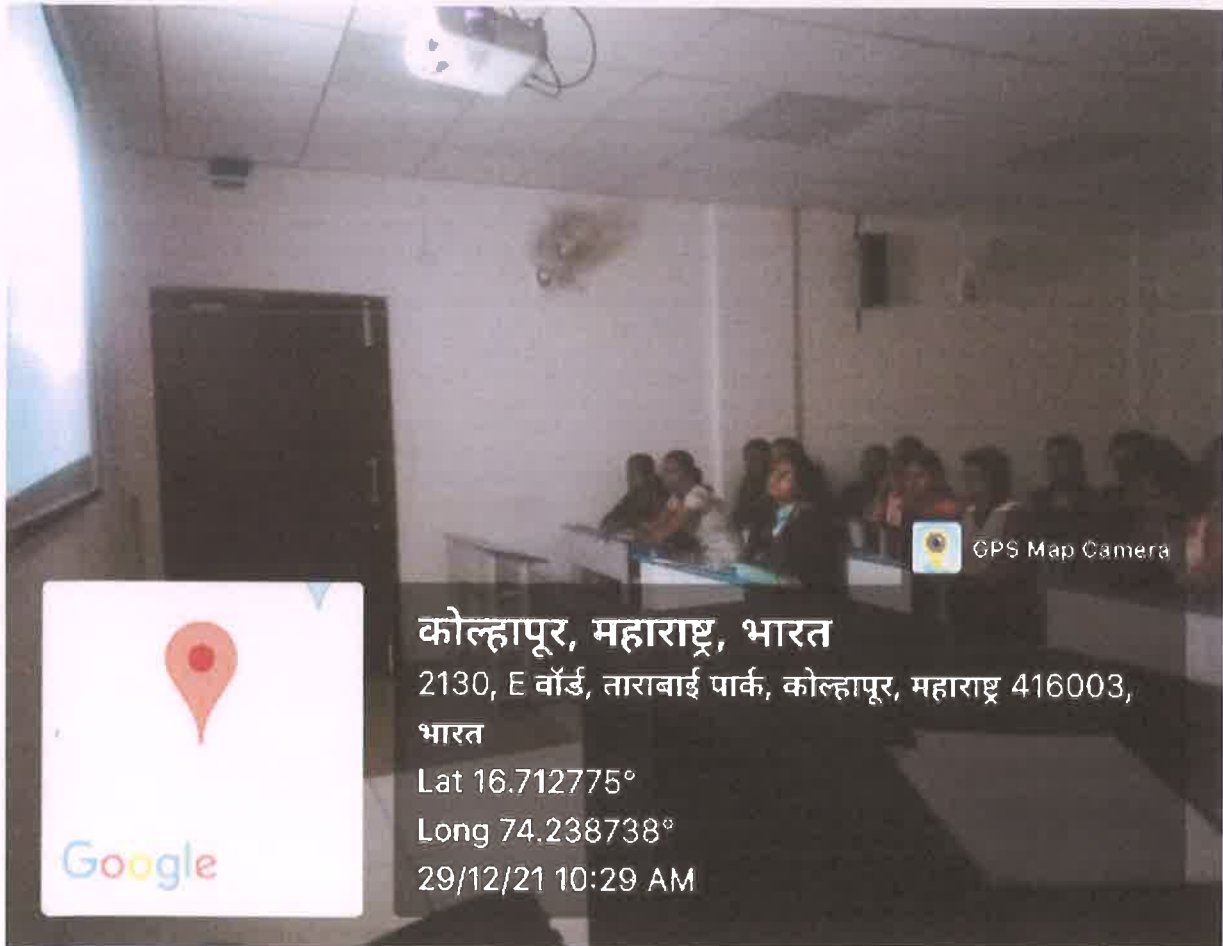 GPS Map Camera
कोल्हापूर, महाराष्ट्र, भारत
2130, E वॉर्ड, ताराबाई पार्क, कोल्हापूर, महाराष्ट्र 416003,
भारत
Lat 16.712775°
Long 74.238738°
29/12/21 10:29 AM
Google